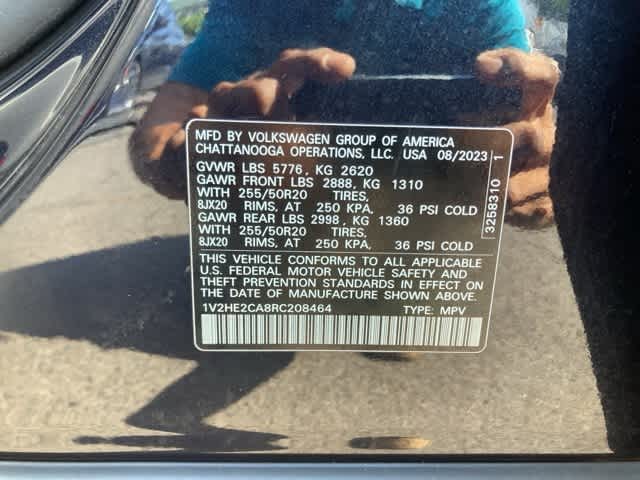 MFD BY VOLKSWAGEN GROUP OF AMERICA
CHATTANOOGA OPERATIONS, LLC. USA 08/2023
GVWR LBS 5776, KG 2620
GAWR FRONT LBS 2888, KG 1310
WITH 255/50R20 TIRES,
8JX20 RIMS, AT 250 KPA, 36 PSI COLD
GAWR REAR LBS 2998, KG 1360
WITH 255/50R20 TIRES,
8JX20 RIMS, AT 250 KPA, 36 PSI COLD
THIS VEHICLE CONFORMS TO ALL APPLICABLE
U.S. FEDERAL MOTOR VEHICLE SAFETY AND
THEFT PREVENTION STANDARDS IN EFFECT ON
THE DATE OF MANUFACTURE SHOWN ABOVE.
1V2HE2CA8RC208464 TYPE: MPV
3258310 1